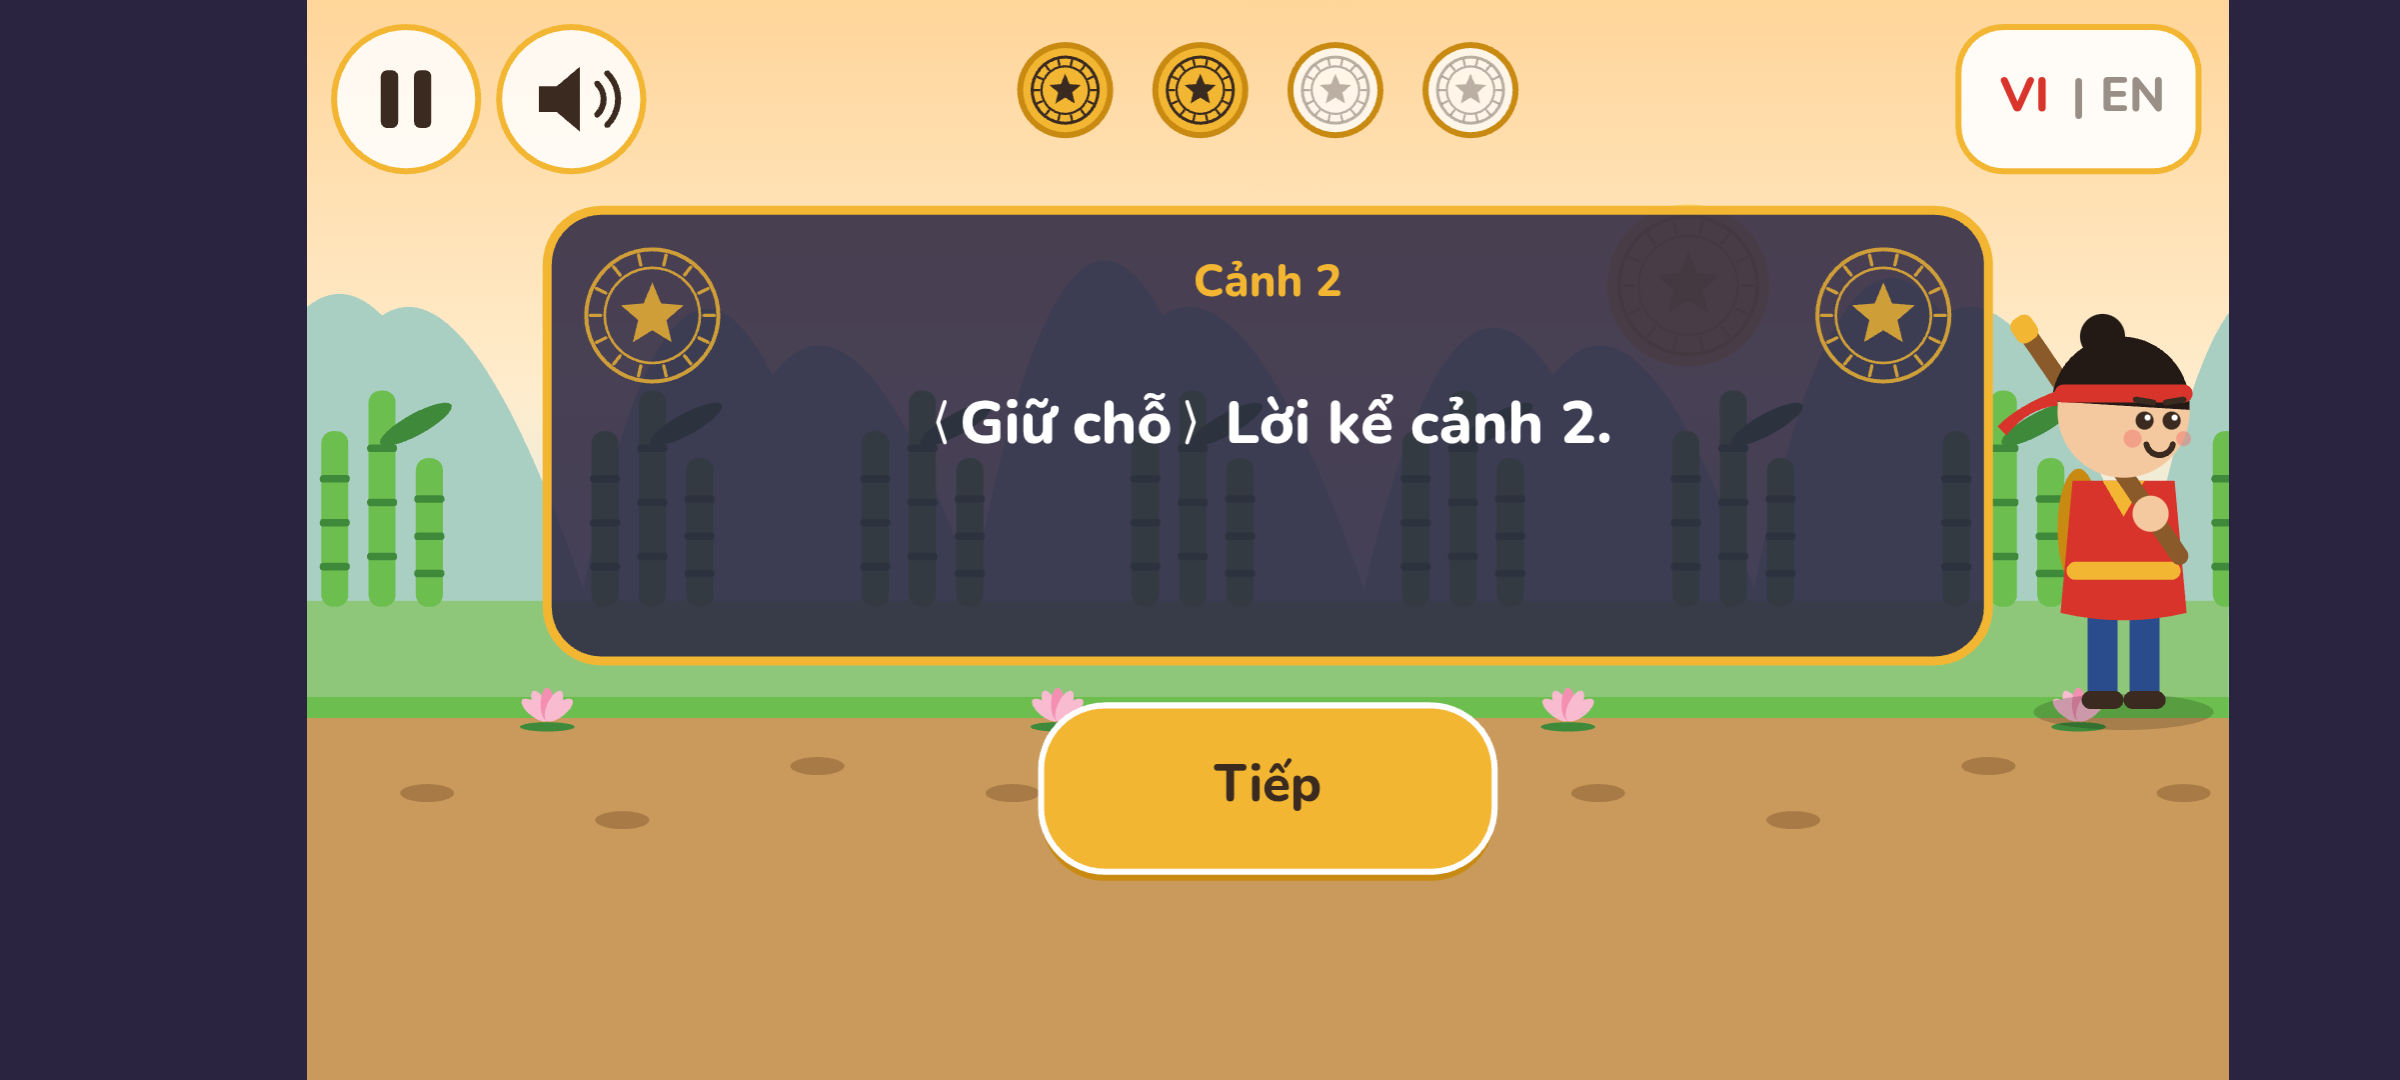 VI | EN
Cảnh 2
⟨Giữ chỗ⟩ Lời kể cảnh 2.
Tiếp